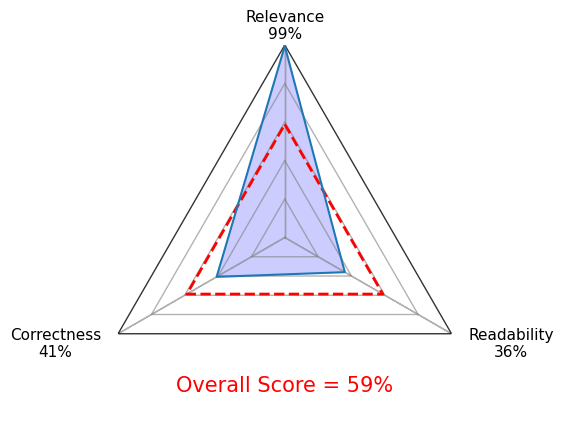 Relevance
99%
Correctness
41%
Readability
36%
Overall Score = 59%